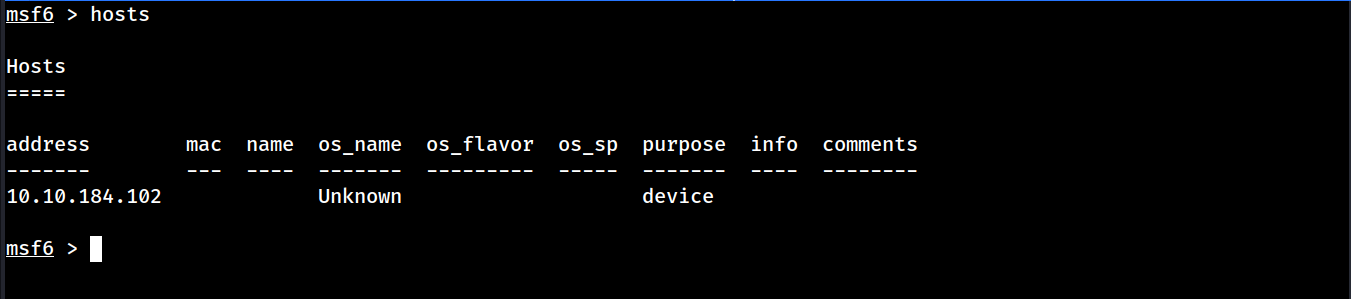 msf6 > hosts
Hosts
=====
address        mac  name  os_name  os_flavor  os_sp  purpose  info  comments
-------        ---  ----  -------  ---------  -----  -------  ----  --------
10.10.184.102             Unknown                    device
msf6 >